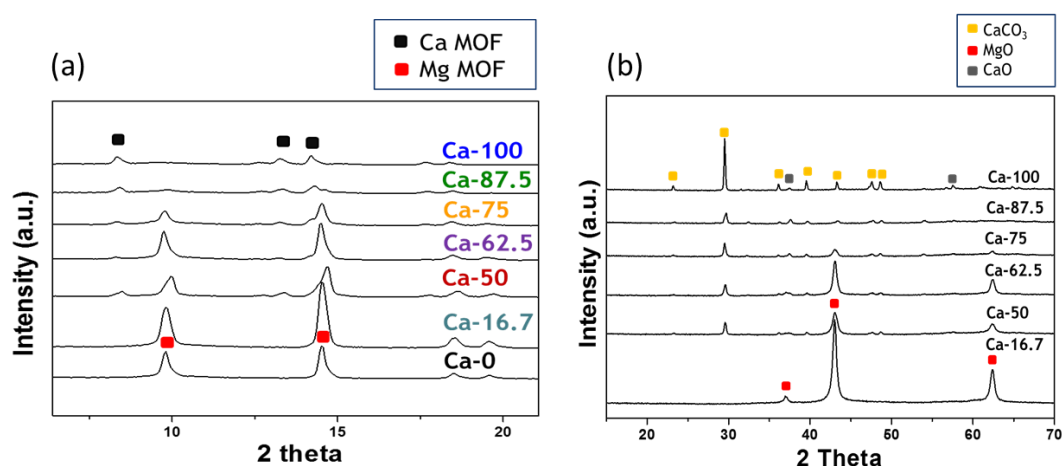 (a)
Ca MOF
Mg MOF
Ca-100
Ca-87.5
Ca-75
Ca-62.5
Ca-50
Ca-16.7
Ca-0
Intensity (a.u.)
10
15
20
2 theta
(b)
CaCO₃
MgO
CaO
Ca-100
Ca-87.5
Ca-75
Ca-62.5
Ca-50
Ca-16.7
Intensity (a.u.)
20
30
40
50
60
70
2 Theta